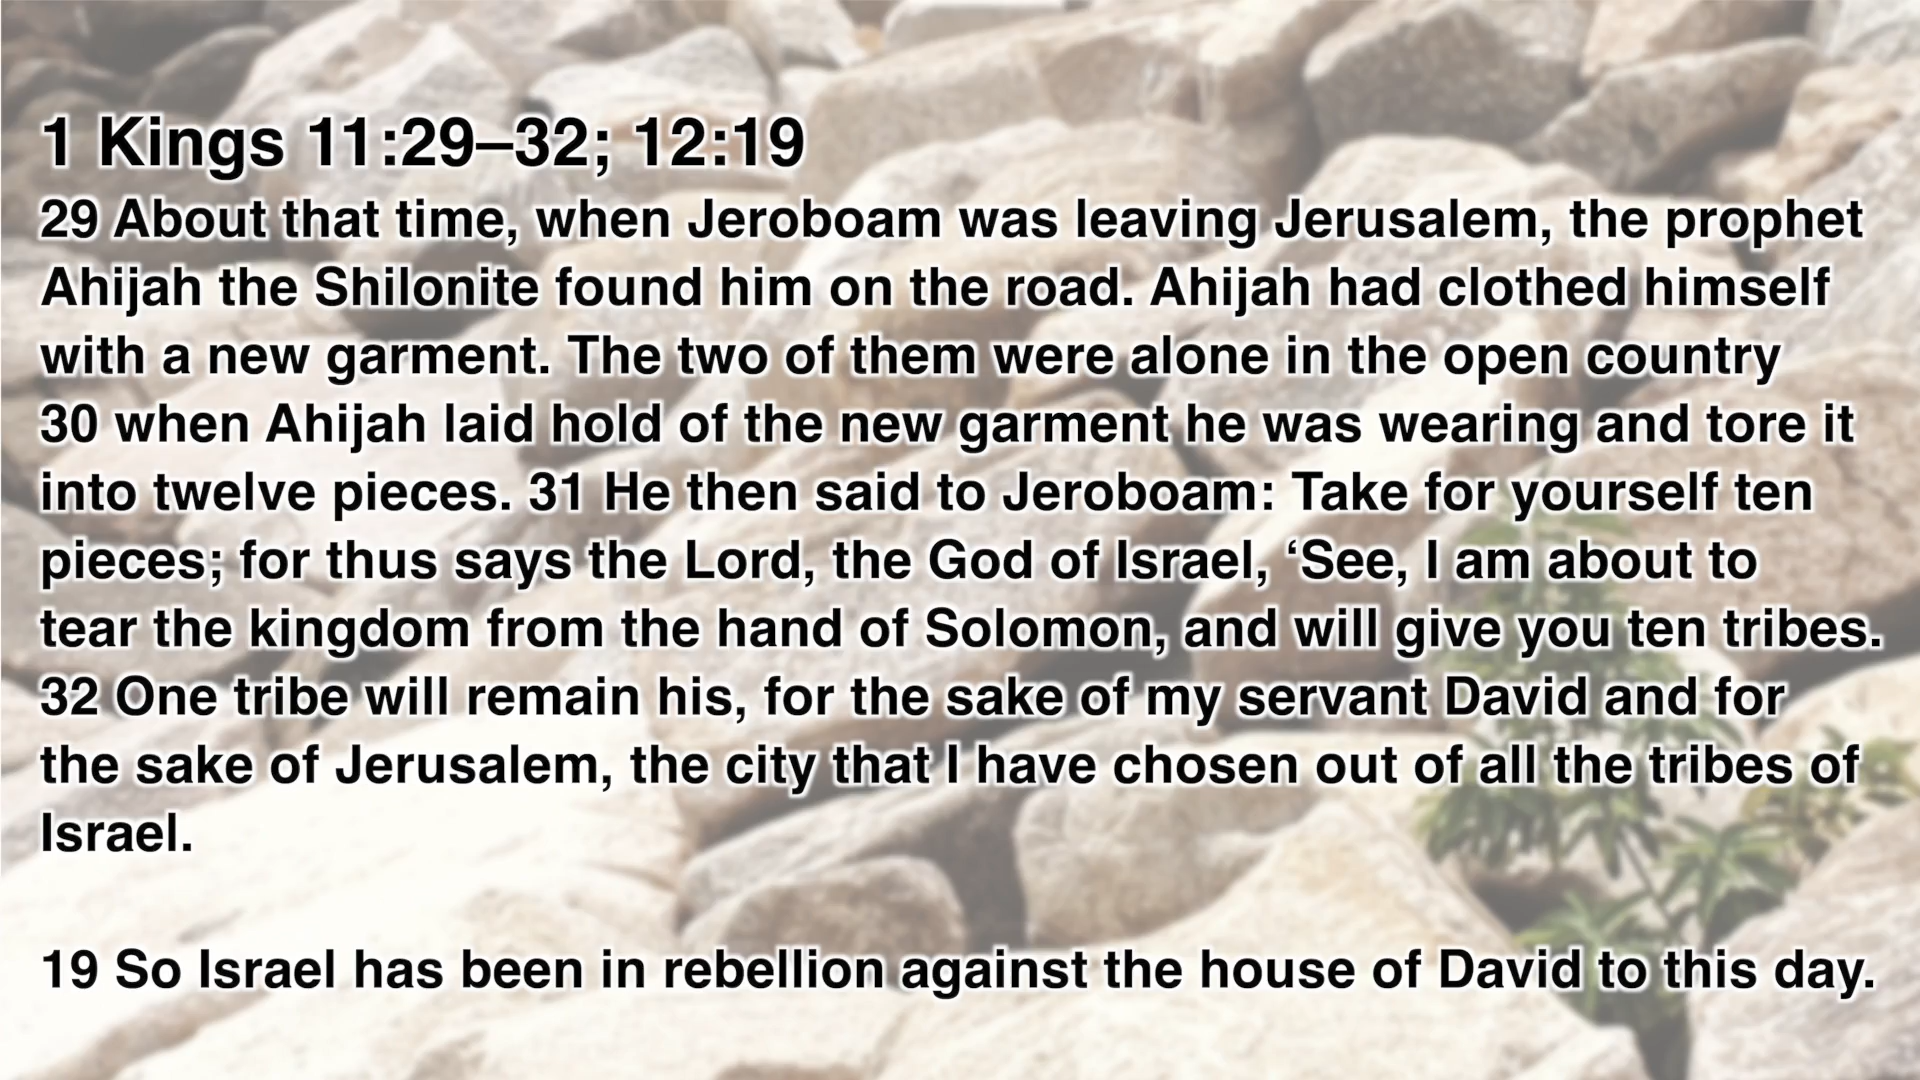 1 Kings 11:29–32; 12:19
29 About that time, when Jeroboam was leaving Jerusalem, the prophet
Ahijah the Shilonite found him on the road. Ahijah had clothed himself
with a new garment. The two of them were alone in the open country
30 when Ahijah laid hold of the new garment he was wearing and tore it
into twelve pieces. 31 He then said to Jeroboam: Take for yourself ten
pieces; for thus says the Lord, the God of Israel, ‘See, I am about to
tear the kingdom from the hand of Solomon, and will give you ten tribes.
32 One tribe will remain his, for the sake of my servant David and for
the sake of Jerusalem, the city that I have chosen out of all the tribes of
Israel.
19 So Israel has been in rebellion against the house of David to this day.